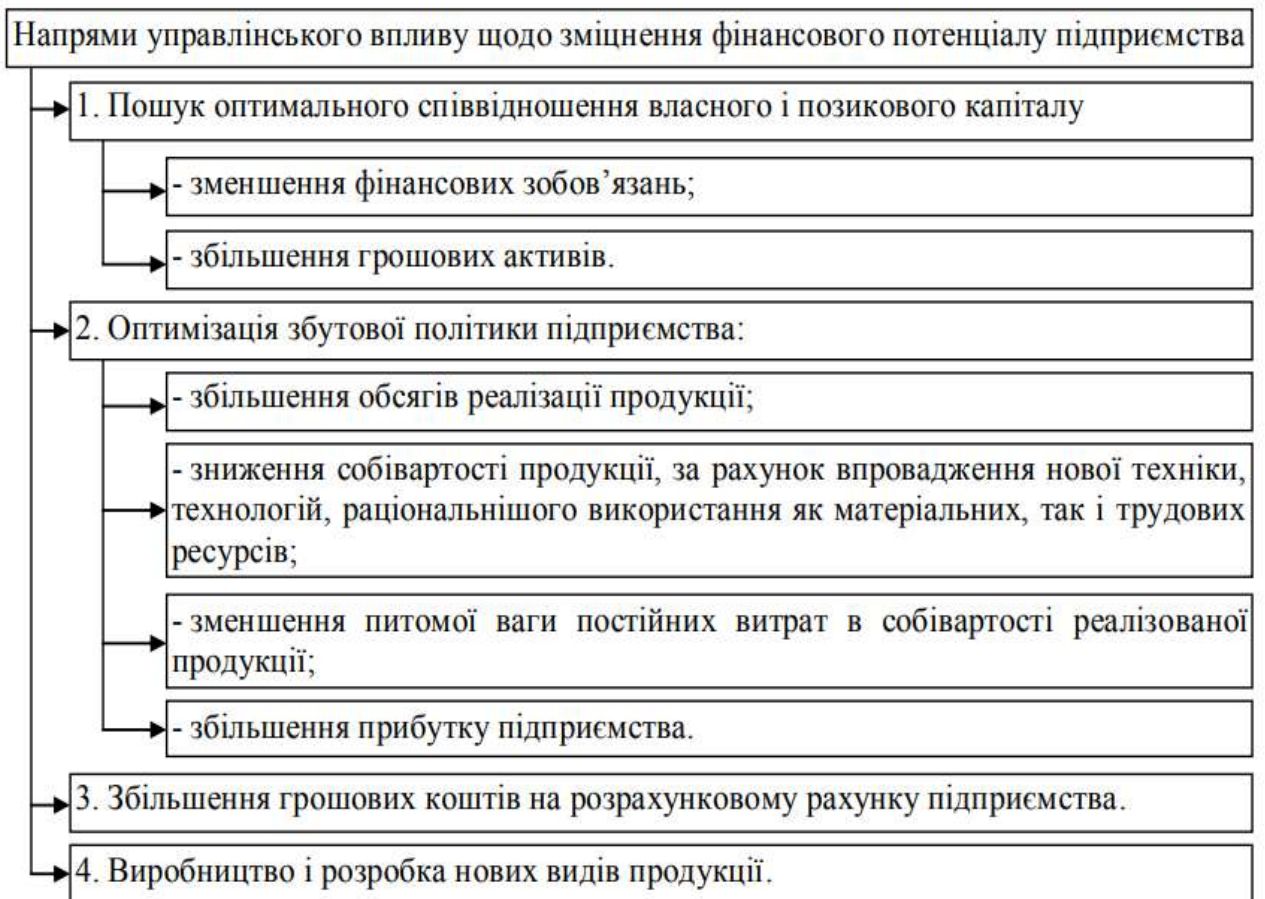 Напрями управлінського впливу щодо зміцнення фінансового потенціалу підприємства
1. Пошук оптимального співвідношення власного і позикового капіталу
- зменшення фінансових зобов’язань;
- збільшення грошових активів.
2. Оптимізація збутової політики підприємства:
- збільшення обсягів реалізації продукції;
- зниження собівартості продукції, за рахунок впровадження нової техніки,
технологій, раціональнішого використання як матеріальних, так і трудових
ресурсів;
- зменшення питомої ваги постійних витрат в собівартості реалізованої
продукції;
- збільшення прибутку підприємства.
3. Збільшення грошових коштів на розрахунковому рахунку підприємства.
4. Виробництво і розробка нових видів продукції.